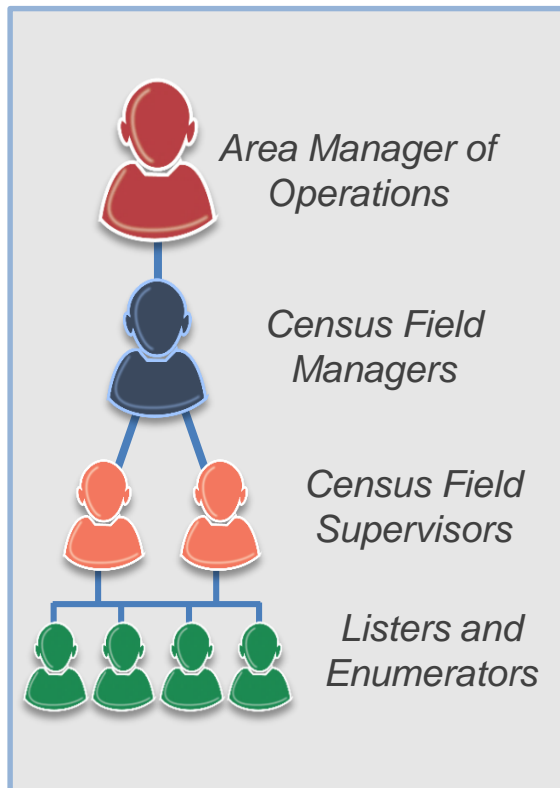 Area Manager of
Operations
Census Field
Managers
Census Field
Supervisors
Listers and
Enumerators